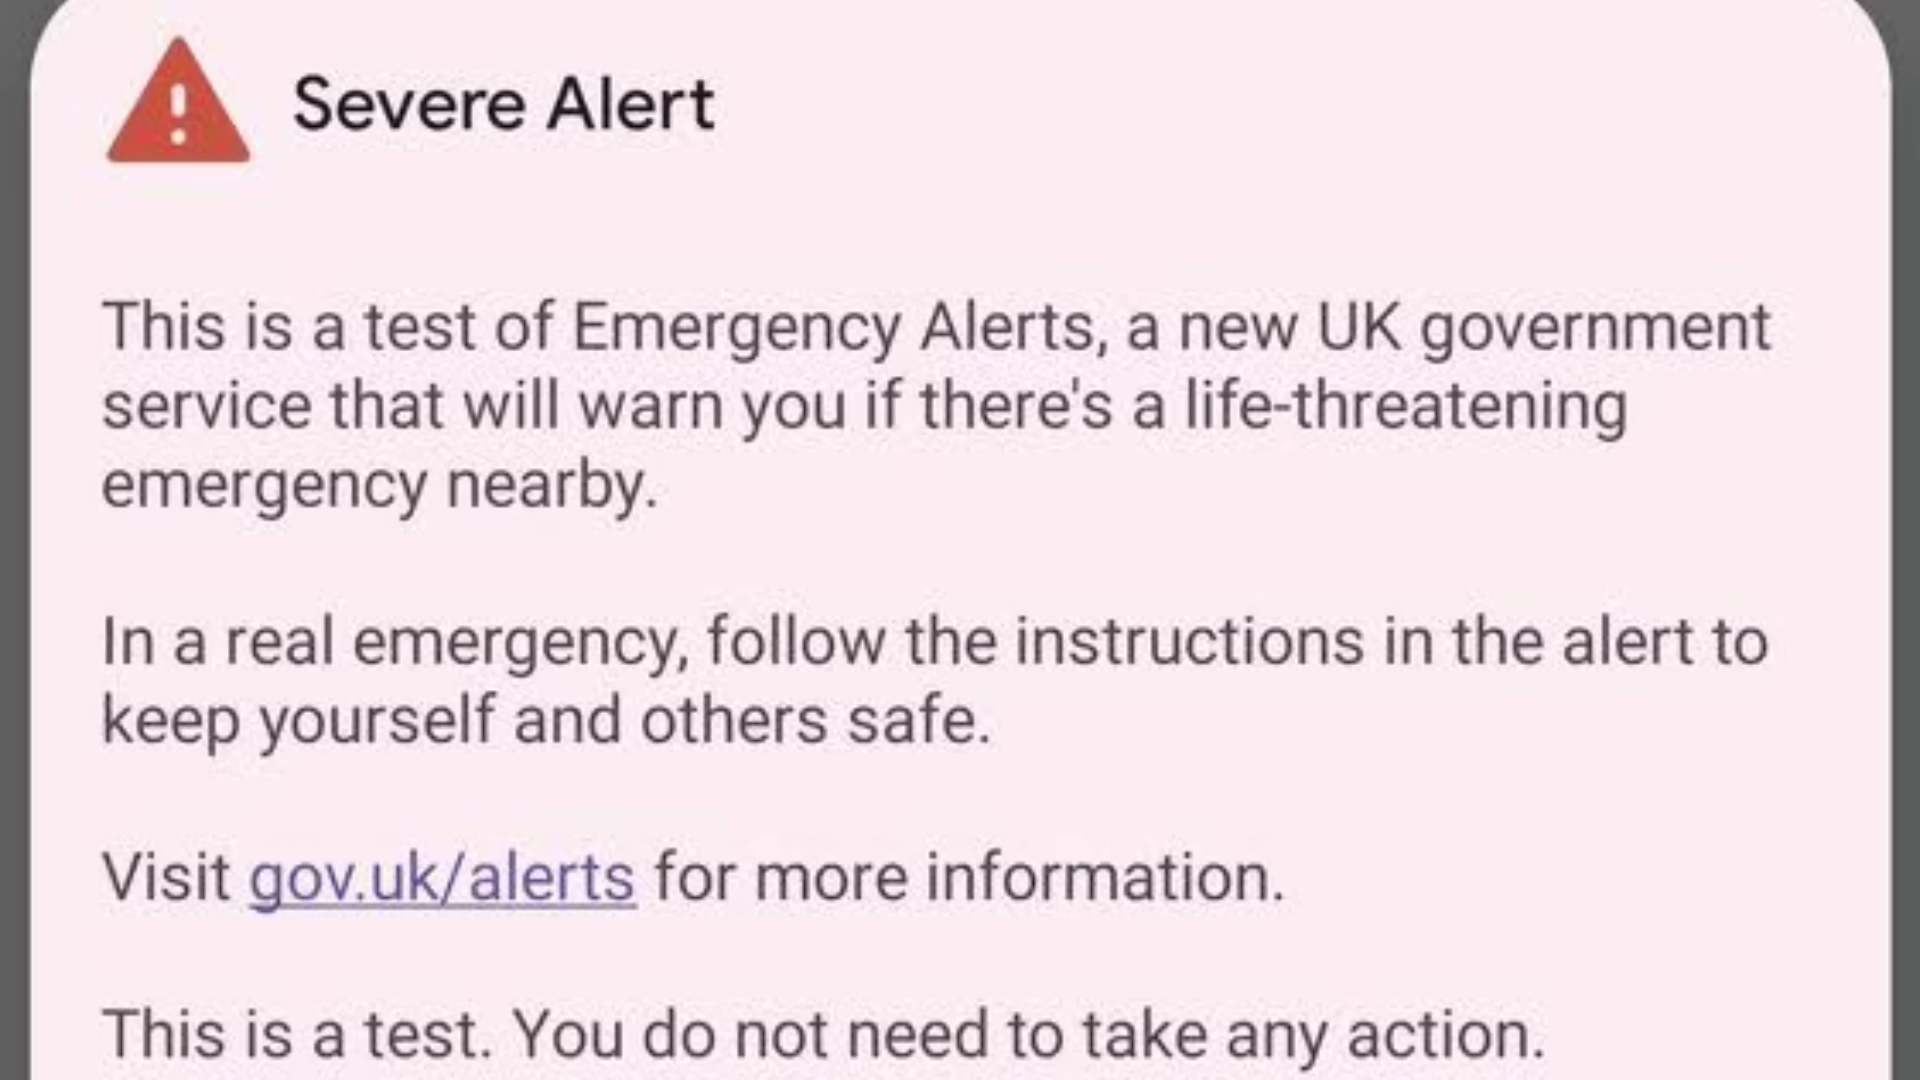 Severe Alert
This is a test of Emergency Alerts, a new UK government
service that will warn you if there's a life-threatening
emergency nearby.
In a real emergency, follow the instructions in the alert to
keep yourself and others safe.
Visit gov.uk/alerts for more information.
This is a test. You do not need to take any action.